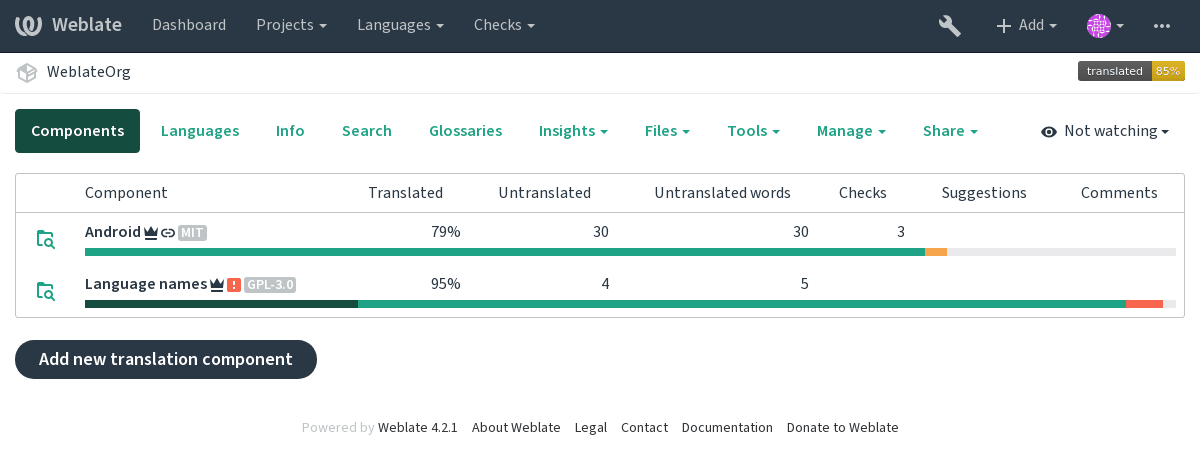 Weblate Dashboard Projects Languages Checks Add
WeblateOrg translated 85%
Components Languages Info Search Glossaries Insights Files Tools Manage Share Not watching
Component Translated Untranslated Untranslated words Checks Suggestions Comments
Android MIT 79% 30 30 3
Language names GPL-3.0 95% 4 5
Add new translation component
Powered by Weblate 4.2.1 About Weblate Legal Contact Documentation Donate to Weblate